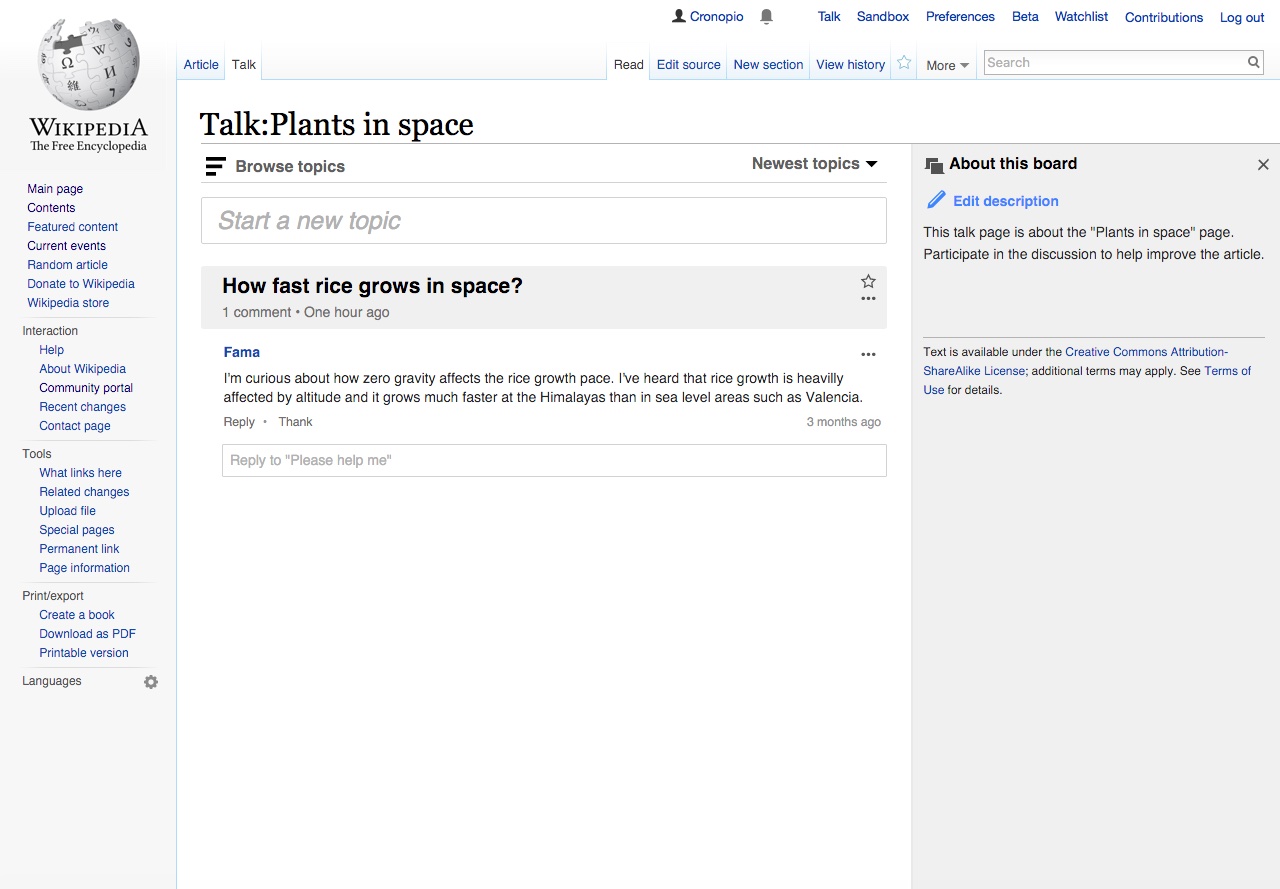 Cronopio
Talk
Sandbox
Preferences
Beta
Watchlist
Contributions
Log out
Article
Talk
Read
Edit source
New section
View history
More
Search
WIKIPEDIA
The Free Encyclopedia
Main page
Contents
Featured content
Current events
Random article
Donate to Wikipedia
Wikipedia store
Interaction
Help
About Wikipedia
Community portal
Recent changes
Contact page
Tools
What links here
Related changes
Upload file
Special pages
Permanent link
Page information
Print/export
Create a book
Download as PDF
Printable version
Languages
Talk:Plants in space
Browse topics
Newest topics
Start a new topic
How fast rice grows in space?
1 comment • One hour ago
Fama
I'm curious about how zero gravity affects the rice growth pace. I've heard that rice growth is heavilly
affected by altitude and it grows much faster at the Himalayas than in sea level areas such as Valencia.
Reply • Thank
3 months ago
Reply to "Please help me"
About this board
Edit description
This talk page is about the "Plants in space" page.
Participate in the discussion to help improve the article.
Text is available under the Creative Commons Attribution-
ShareAlike License; additional terms may apply. See Terms of
Use for details.